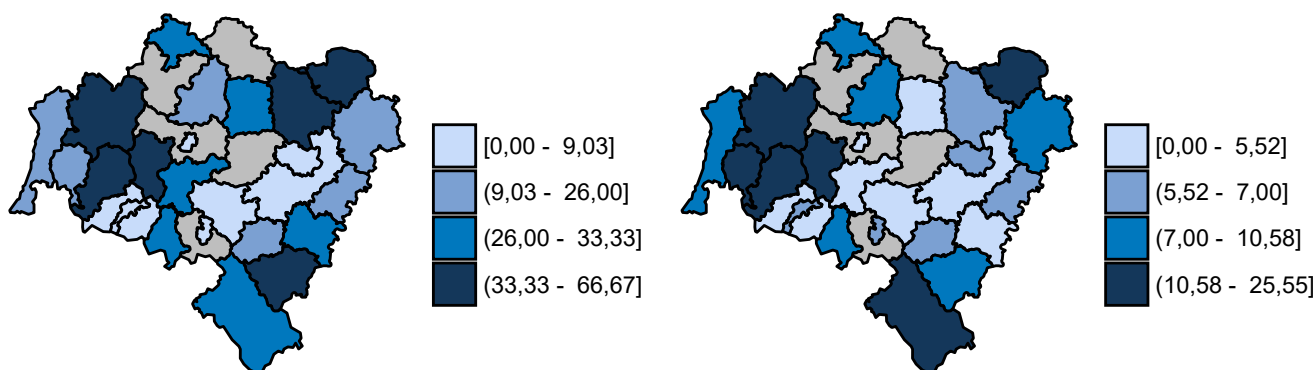 [0,00 - 9,03]
(9,03 - 26,00]
(26,00 - 33,33]
(33,33 - 66,67]
[0,00 - 5,52]
(5,52 - 7,00]
(7,00 - 10,58]
(10,58 - 25,55]